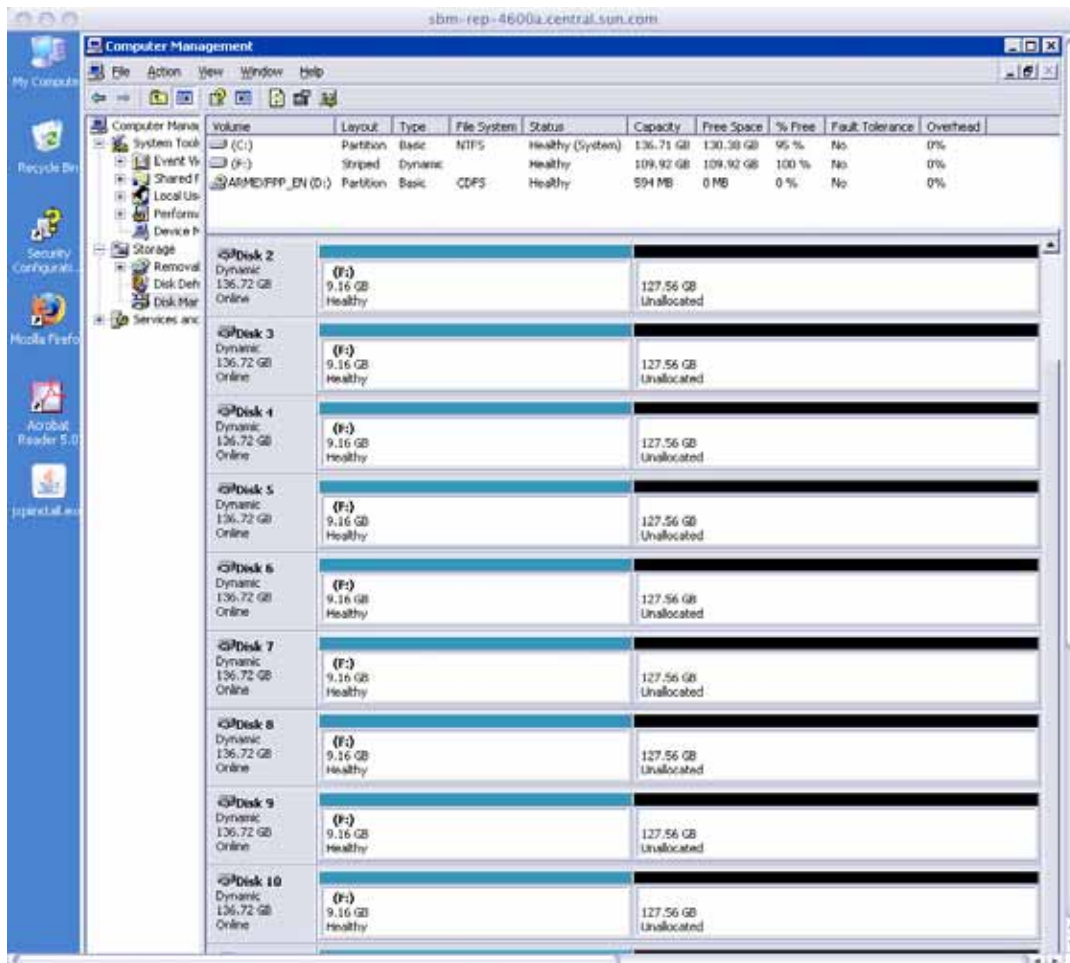 sbm-rep-4600a.central.sun.com
Computer Management
File Action View Window Help
My Compute
Recycle Bin
Security
Configurati...
Mozilla Firefo
Acrobat
Reader 5.0
Computer Manag
System Tool
Event Vi
Shared F
Local Us
Performa
Device M
Storage
Removal
Disk Defr
Disk Mar
Services and
Volume Layout Type File System Status Capacity Free Space % Free Fault Tolerance Overhead
(C:) Partition Basic NTFS Healthy (System) 136.71 GB 130.38 GB 95 % No 0%
(F:) Striped Dynamic Healthy 109.92 GB 109.92 GB 100 % No 0%
ARMEXFPP_EN (D:) Partition Basic CDFS Healthy 594 MB 0 MB 0 % No 0%
Disk 2
Dynamic
136.72 GB
Online
(F:)
9.16 GB
Healthy
127.56 GB
Unallocated
Disk 3
Dynamic
136.72 GB
Online
(F:)
9.16 GB
Healthy
127.56 GB
Unallocated
Disk 4
Dynamic
136.72 GB
Online
(F:)
9.16 GB
Healthy
127.56 GB
Unallocated
Disk 5
Dynamic
136.72 GB
Online
(F:)
9.16 GB
Healthy
127.56 GB
Unallocated
Disk 6
Dynamic
136.72 GB
Online
(F:)
9.16 GB
Healthy
127.56 GB
Unallocated
Disk 7
Dynamic
136.72 GB
Online
(F:)
9.16 GB
Healthy
127.56 GB
Unallocated
Disk 8
Dynamic
136.72 GB
Online
(F:)
9.16 GB
Healthy
127.56 GB
Unallocated
Disk 9
Dynamic
136.72 GB
Online
(F:)
9.16 GB
Healthy
127.56 GB
Unallocated
Disk 10
Dynamic
136.72 GB
Online
(F:)
9.16 GB
Healthy
127.56 GB
Unallocated